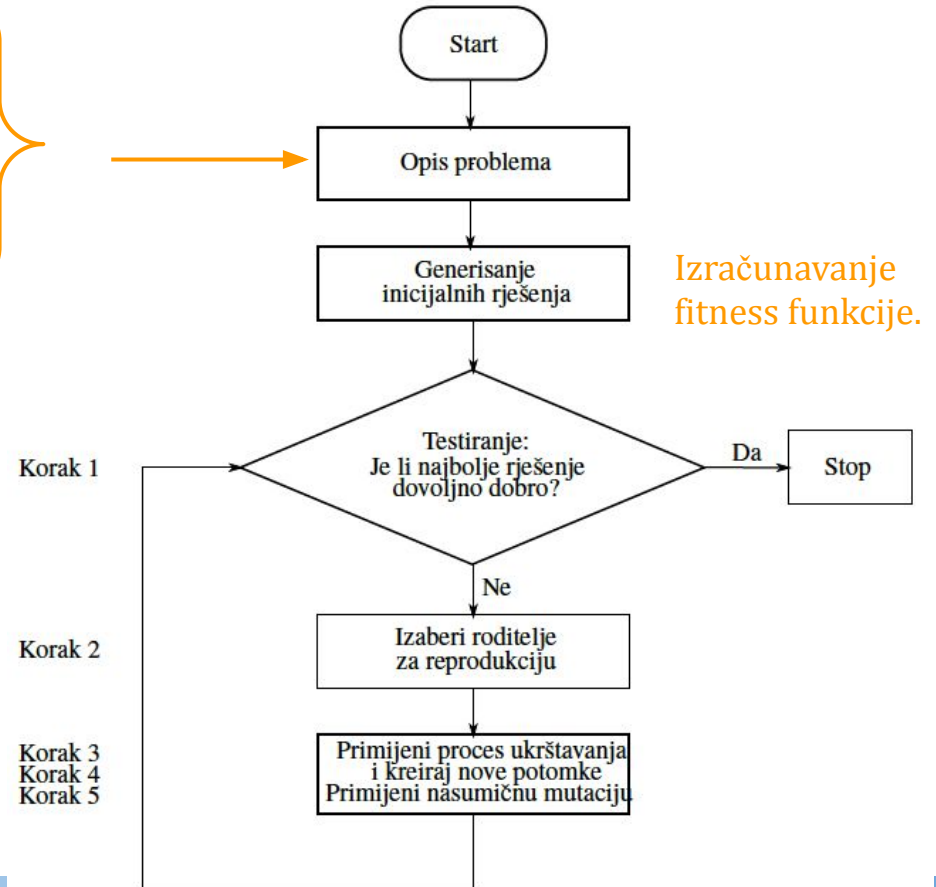 Start
Opis problema
Generisanje
inicijalnih rješenja
Izračunavanje
fitness funkcije.
Korak 1
Testiranje:
Je li najbolje rješenje
dovoljno dobro?
Da
Stop
Ne
Korak 2
Izaberi roditelje
za reprodukciju
Korak 3
Korak 4
Korak 5
Primijeni proces ukrštavanja
i kreiraj nove potomke
Primijeni nasumičnu mutaciju